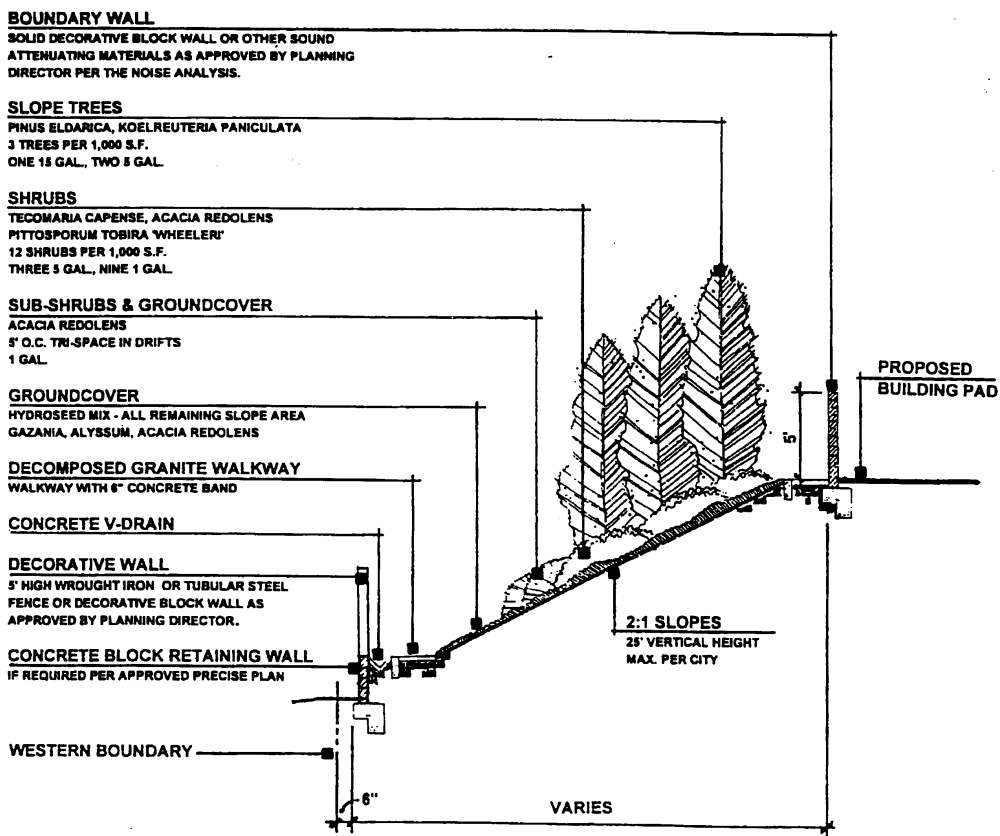 BOUNDARY WALL
SOLID DECORATIVE BLOCK WALL OR OTHER SOUND
ATTENUATING MATERIALS AS APPROVED BY PLANNING
DIRECTOR PER THE NOISE ANALYSIS.
SLOPE TREES
PINUS ELDARICA, KOELREUTERIA PANICULATA
3 TREES PER 1,000 S.F.
ONE 15 GAL., TWO 5 GAL.
SHRUBS
TECOMARIA CAPENSE, ACACIA REDOLENS
PITTOSPORUM TOBIRA 'WHEELERI'
12 SHRUBS PER 1,000 S.F.
THREE 5 GAL., NINE 1 GAL.
SUB-SHRUBS & GROUNDCOVER
ACACIA REDOLENS
5' O.C. TRI-SPACE IN DRIFTS
1 GAL.
GROUNDCOVER
HYDROSEED MIX - ALL REMAINING SLOPE AREA
GAZANIA, ALYSSUM, ACACIA REDOLENS
DECOMPOSED GRANITE WALKWAY
WALKWAY WITH 6" CONCRETE BAND
CONCRETE V-DRAIN
DECORATIVE WALL
5' HIGH WROUGHT IRON OR TUBULAR STEEL
FENCE OR DECORATIVE BLOCK WALL AS
APPROVED BY PLANNING DIRECTOR.
CONCRETE BLOCK RETAINING WALL
IF REQUIRED PER APPROVED PRECISE PLAN
WESTERN BOUNDARY
6"
VARIES
2:1 SLOPES
25' VERTICAL HEIGHT
MAX. PER CITY
5'
PROPOSED
BUILDING PAD